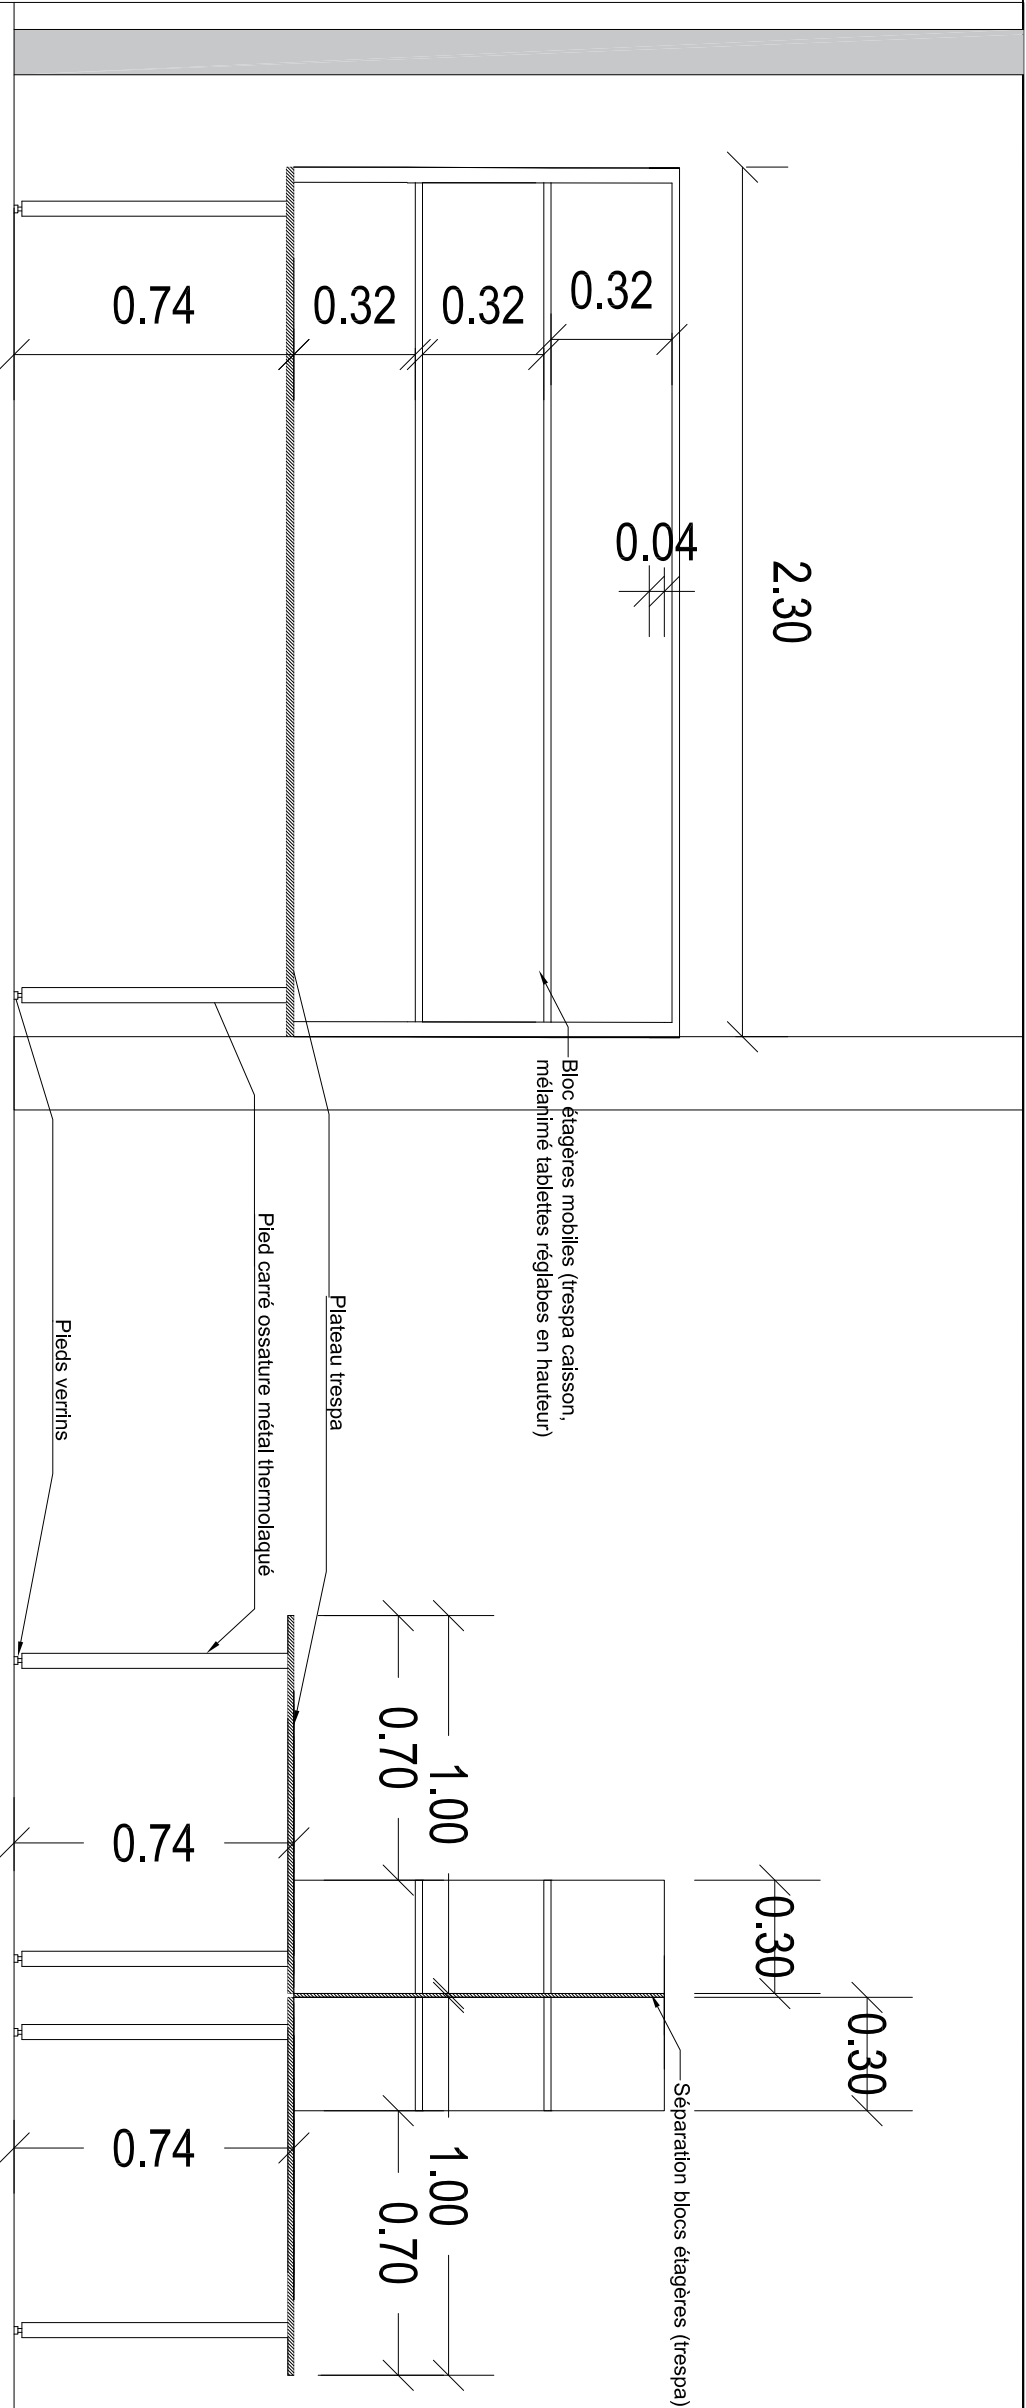 2.30
0.04
0.32
0.32
0.32
0.74
Bloc étagères mobiles (trespa caisson,
mélanimé tablettes réglabes en hauteur)
Plateau trespa
Pied carré ossature métal thermolaqué
Pieds verrins
0.30
0.30
Séparation blocs étagères (trespa)
1.00
1.00
0.70
0.70
0.74
0.74